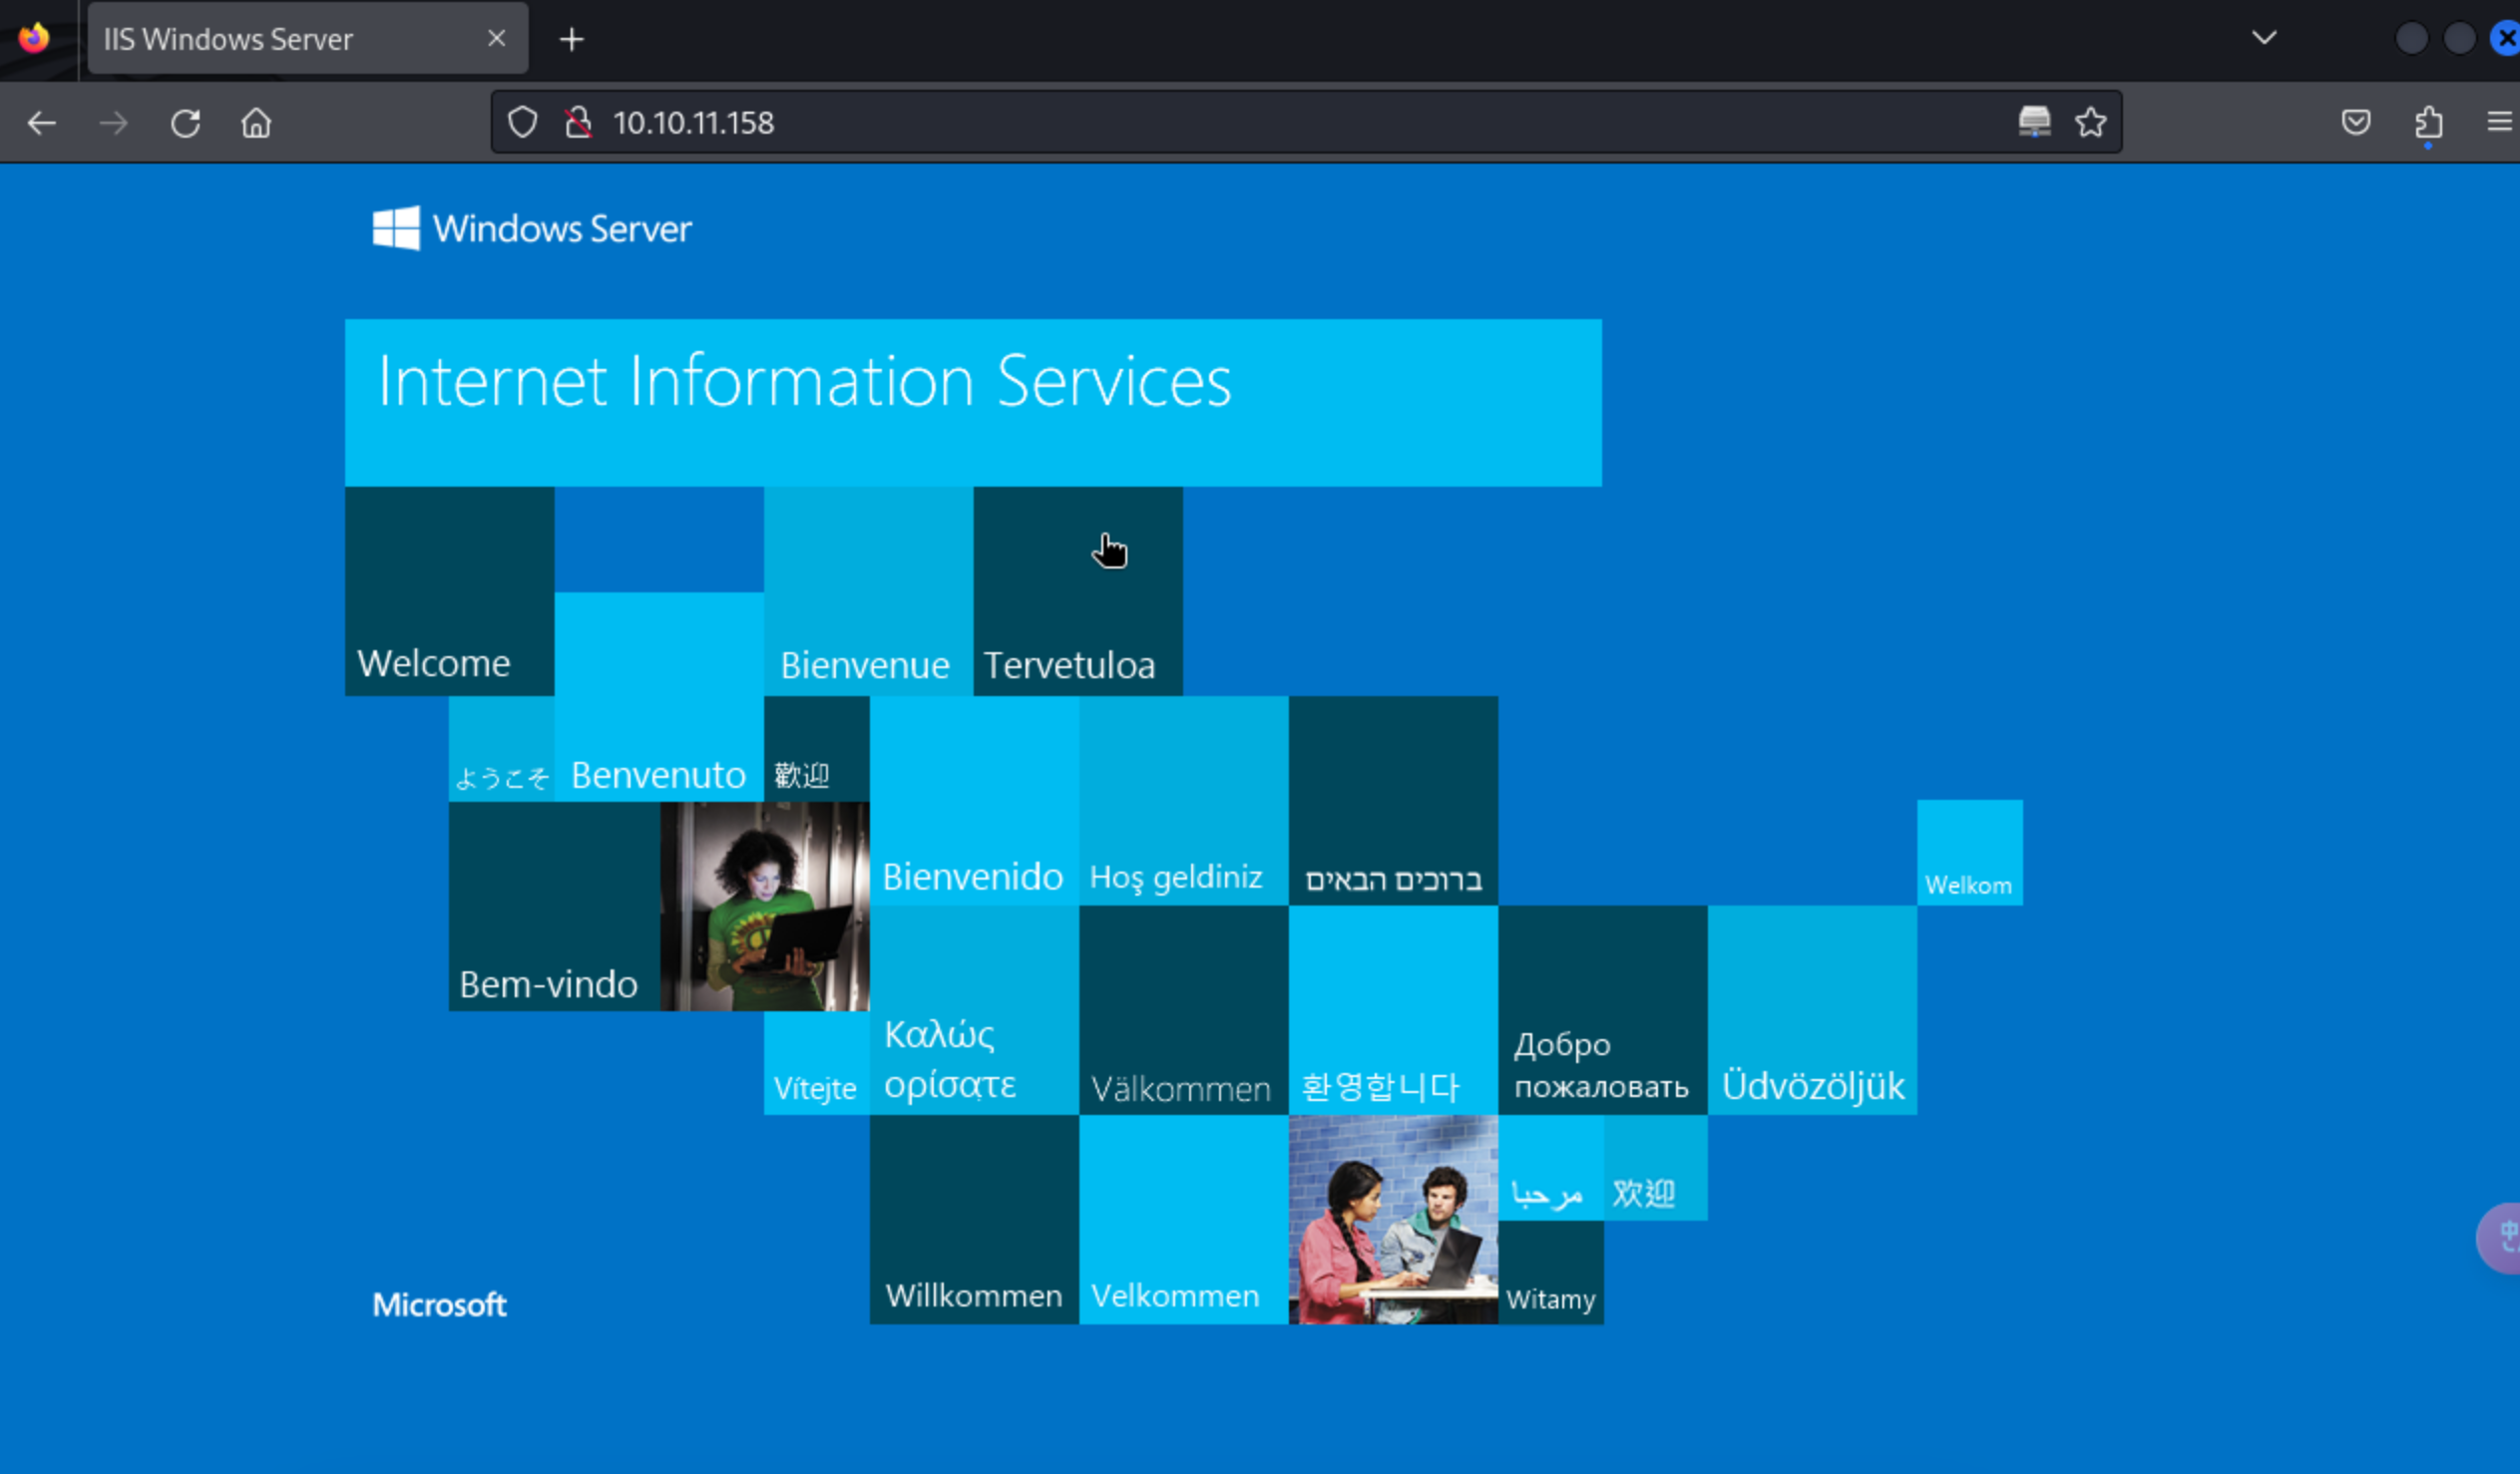 IIS Windows Server
10.10.11.158
Windows Server
Internet Information Services
Welcome
Bienvenue
Tervetuloa
ようこそ
Benvenuto
歡迎
Bienvenido
Hoş geldiniz
ברוכים הבאים
Welkom
Bem-vindo
Vítejte
Καλώς
ορίσατε
Välkommen
환영합니다
Добро
пожаловать
Üdvözöljük
مرحبا
欢迎
Willkommen
Velkommen
Witamy
Microsoft